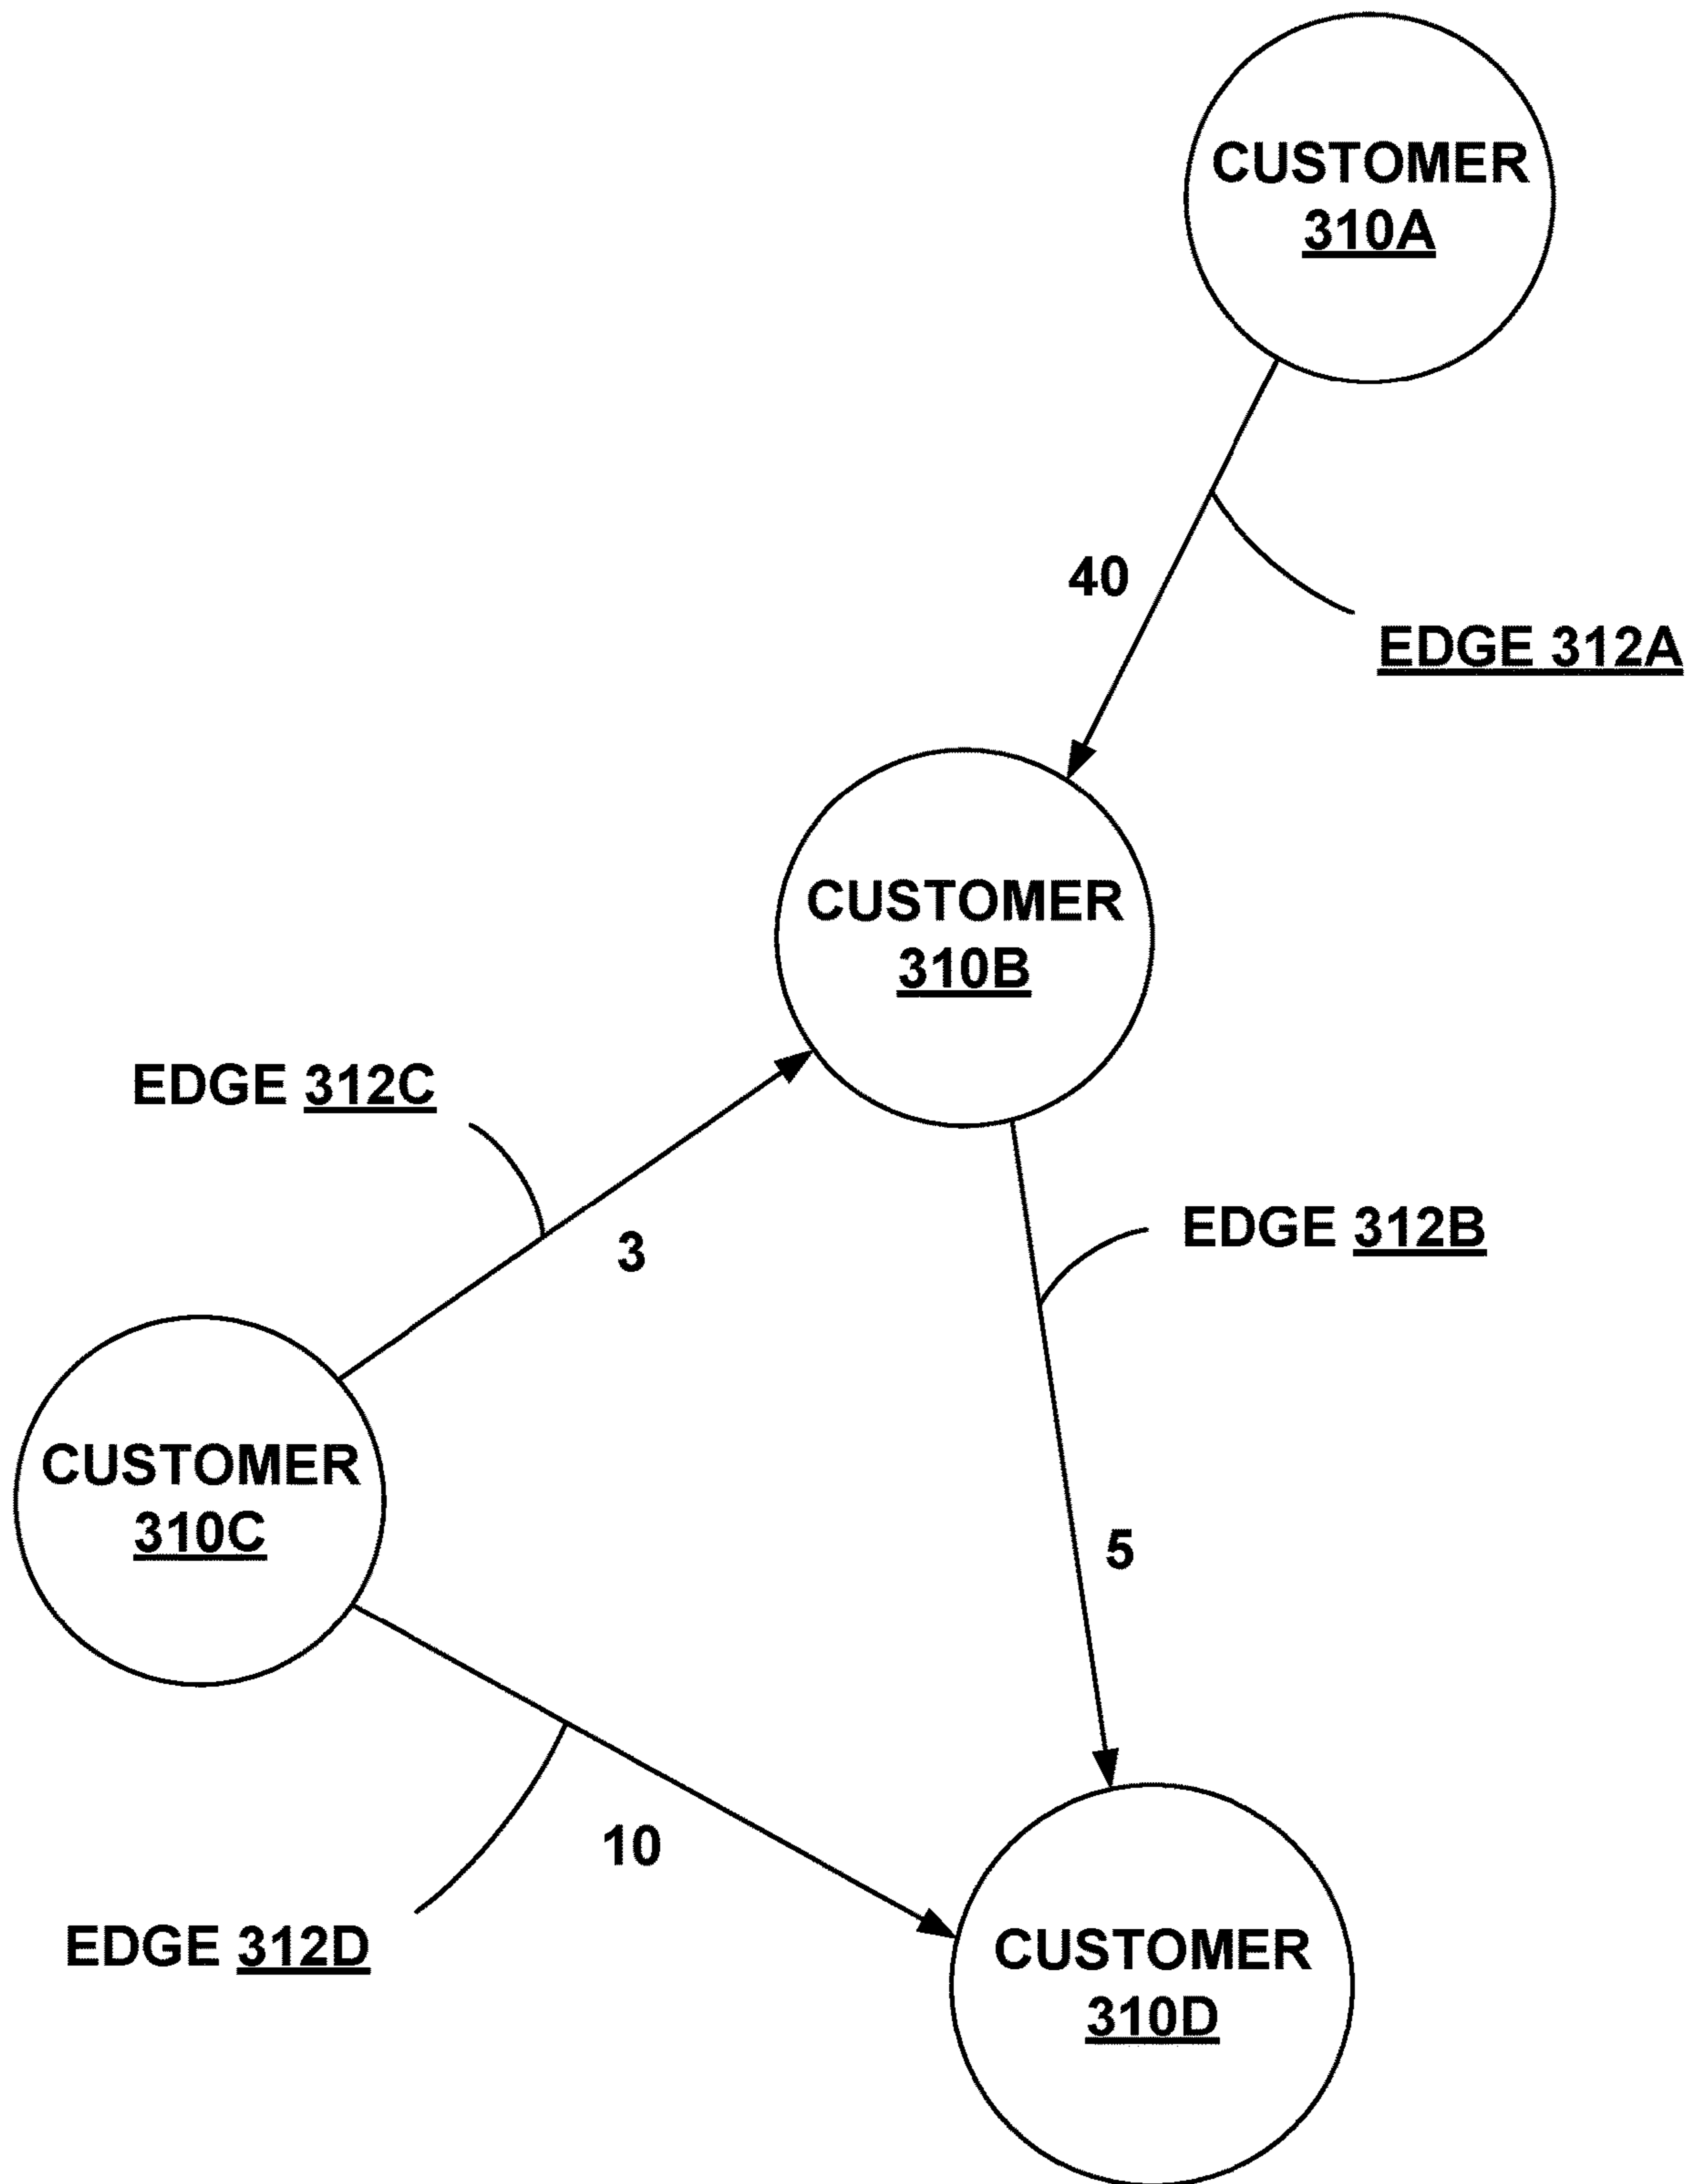 CUSTOMER
310A
40
EDGE 312A
CUSTOMER
310B
EDGE 312C
3
EDGE 312B
CUSTOMER
310C
5
10
EDGE 312D
CUSTOMER
310D